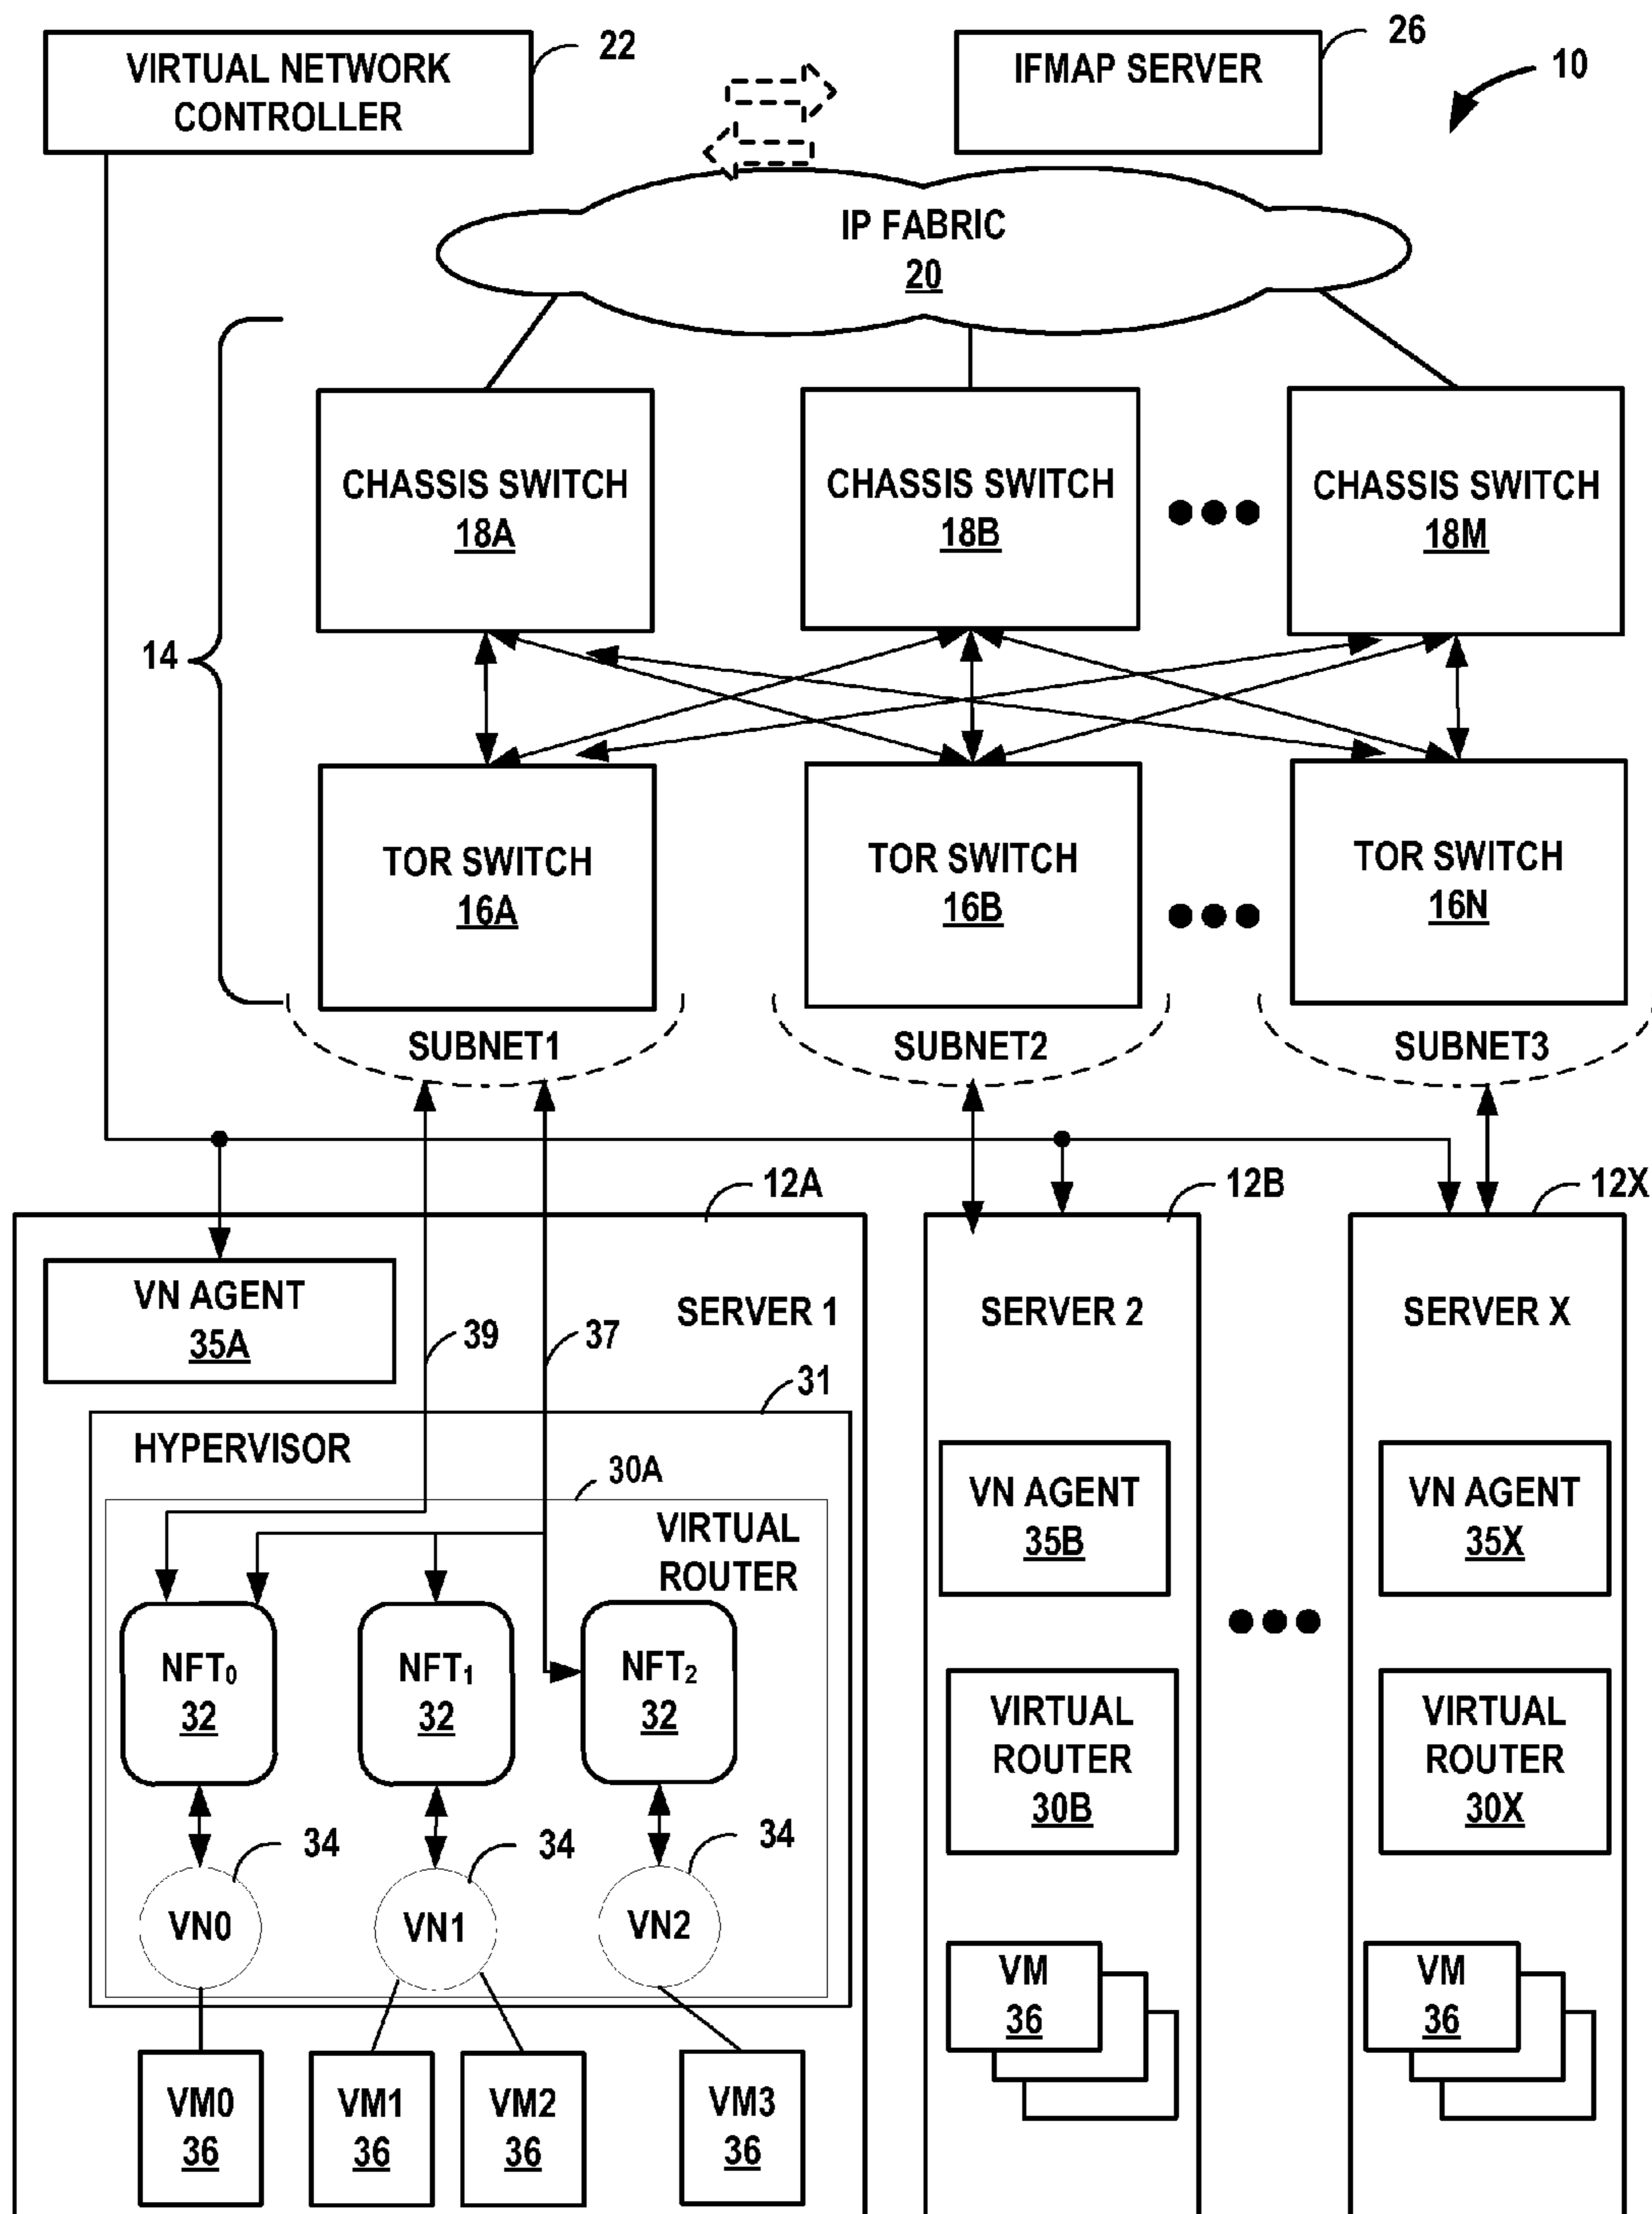 VIRTUAL NETWORK
CONTROLLER
22
IFMAP SERVER
26
10
IP FABRIC
20
14
CHASSIS SWITCH
18A
CHASSIS SWITCH
18B
CHASSIS SWITCH
18M
TOR SWITCH
16A
TOR SWITCH
16B
TOR SWITCH
16N
SUBNET1
SUBNET2
SUBNET3
12A
12B
12X
VN AGENT
35A
SERVER 1
39
37
31
HYPERVISOR
30A
VIRTUAL
ROUTER
NFT₀
32
NFT₁
32
NFT₂
32
34
34
34
VN0
VN1
VN2
VM0
36
VM1
36
VM2
36
VM3
36
SERVER 2
VN AGENT
35B
VIRTUAL
ROUTER
30B
VM
36
SERVER X
VN AGENT
35X
VIRTUAL
ROUTER
30X
VM
36